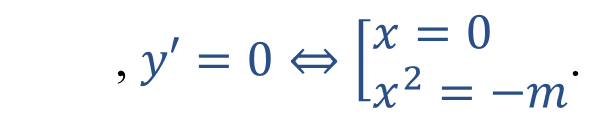 , y′ = 0 ⇔ [x = 0
x² = −m.